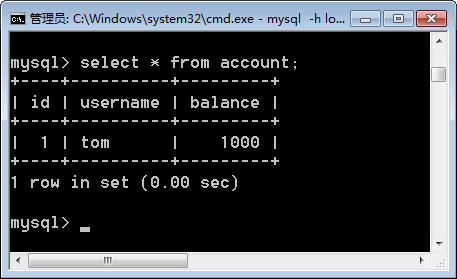 管理员: C:\Windows\system32\cmd.exe - mysql  -h lo...
mysql> select * from account;
+----+----------+---------+
| id | username | balance |
+----+----------+---------+
|  1 | tom      |    1000 |
+----+----------+---------+
1 row in set (0.00 sec)
mysql> _